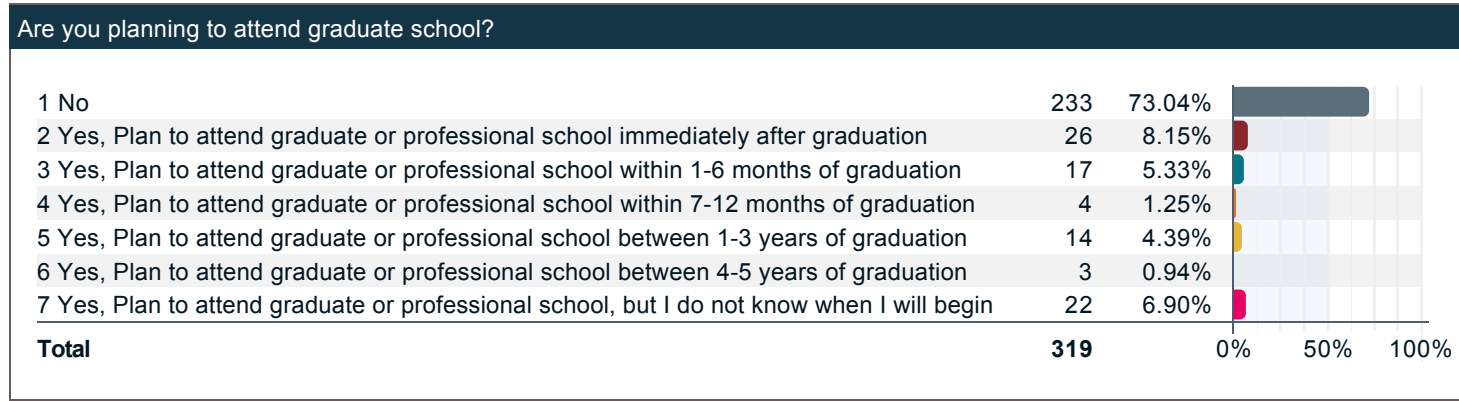 Are you planning to attend graduate school?
1 No 233 73.04%
2 Yes, Plan to attend graduate or professional school immediately after graduation 26 8.15%
3 Yes, Plan to attend graduate or professional school within 1-6 months of graduation 17 5.33%
4 Yes, Plan to attend graduate or professional school within 7-12 months of graduation 4 1.25%
5 Yes, Plan to attend graduate or professional school between 1-3 years of graduation 14 4.39%
6 Yes, Plan to attend graduate or professional school between 4-5 years of graduation 3 0.94%
7 Yes, Plan to attend graduate or professional school, but I do not know when I will begin 22 6.90%
Total 319 0% 50% 100%